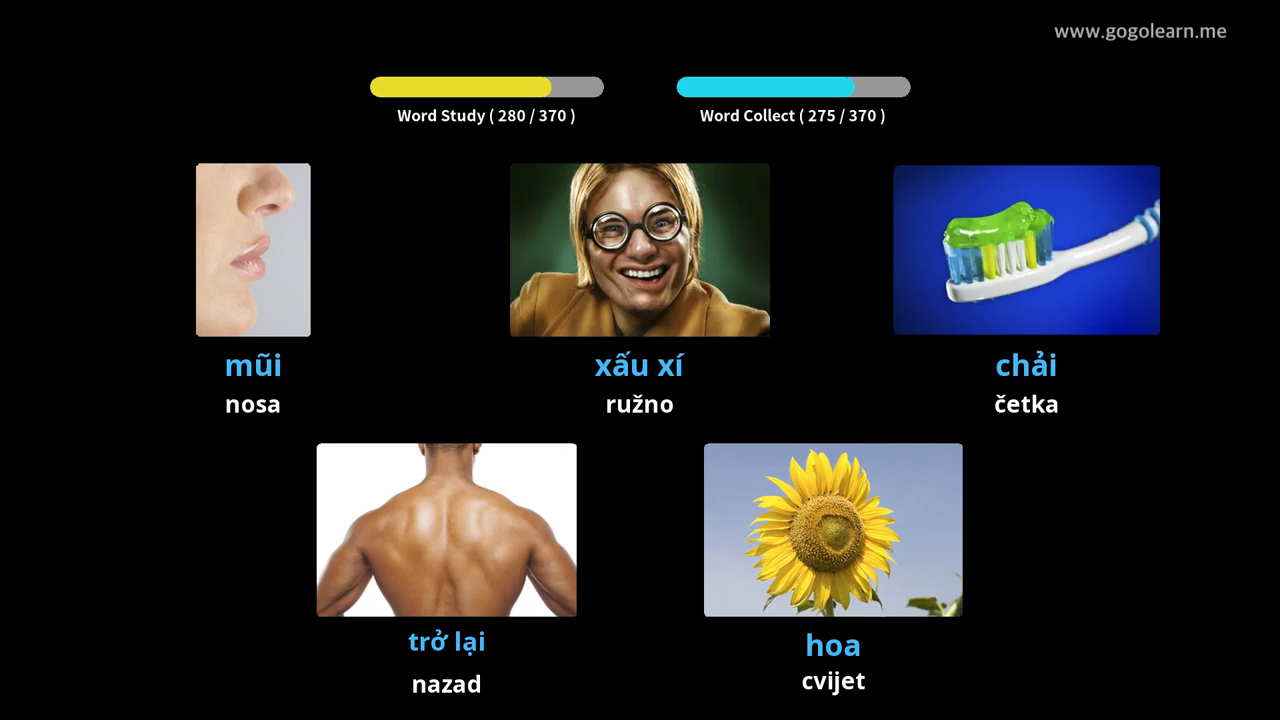 www.gogolearn.me
Word Study ( 280 / 370 )
Word Collect ( 275 / 370 )
mũi
nosa
xấu xí
ružno
chải
četka
trở lại
nazad
hoa
cvijet